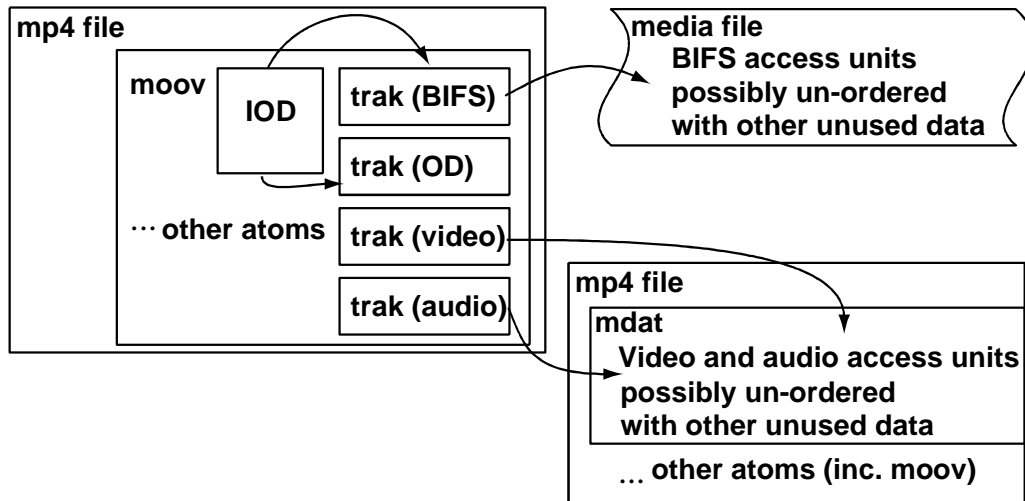 mp4 file
moov
IOD
trak (BIFS)
trak (OD)
... other atoms
trak (video)
trak (audio)
media file
BIFS access units
possibly un-ordered
with other unused data
mp4 file
mdat
Video and audio access units
possibly un-ordered
with other unused data
... other atoms (inc. moov)